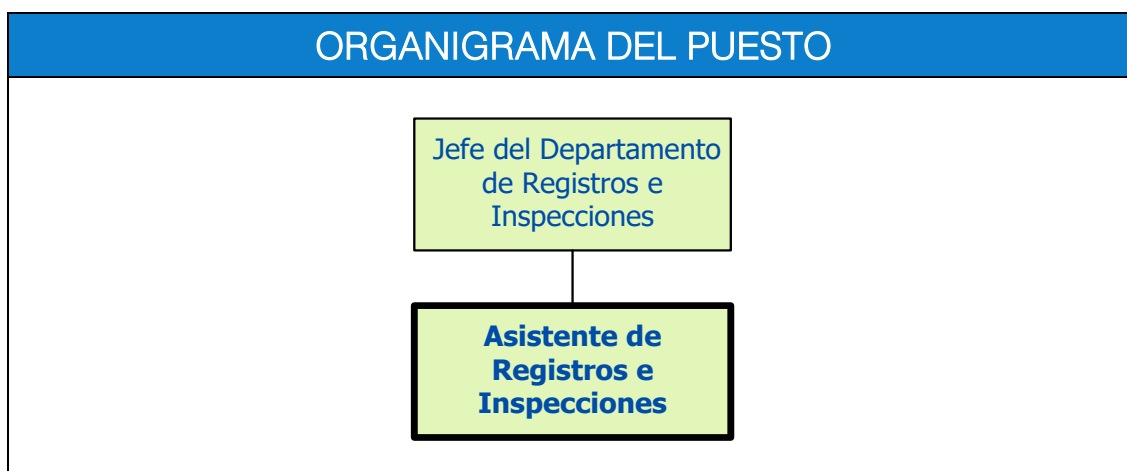 ORGANIGRAMA DEL PUESTO
Jefe del Departamento
de Registros e
Inspecciones
Asistente de
Registros e
Inspecciones